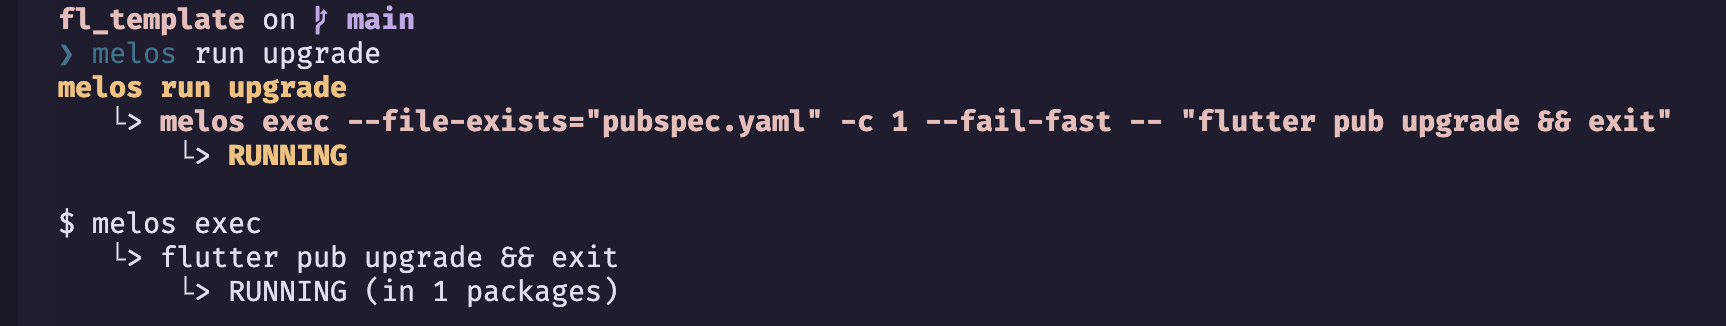 fl_template on main
❯ melos run upgrade
melos run upgrade
└> melos exec --file-exists="pubspec.yaml" -c 1 --fail-fast -- "flutter pub upgrade && exit"
└> RUNNING
$ melos exec
└> flutter pub upgrade && exit
└> RUNNING (in 1 packages)